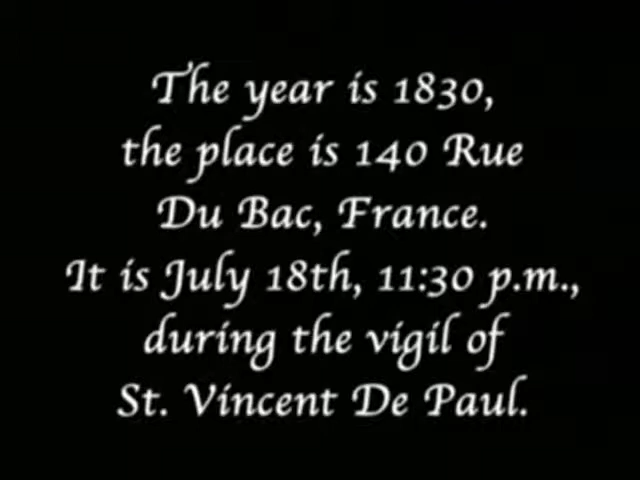 The year is 1830,
the place is 140 Rue
Du Bac, France.
It is July 18th, 11:30 p.m.,
during the vigil of
St. Vincent De Paul.